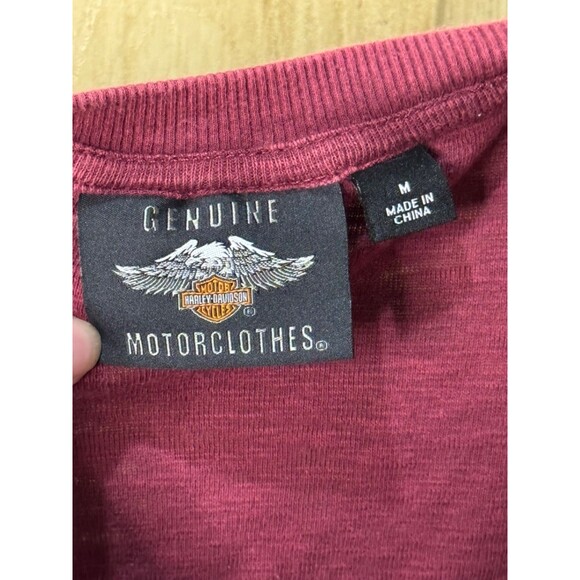 GENUINE
MOTOR
HARLEY-DAVIDSON
CYCLES
®
MOTORCLOTHES®
M
MADE IN
CHINA